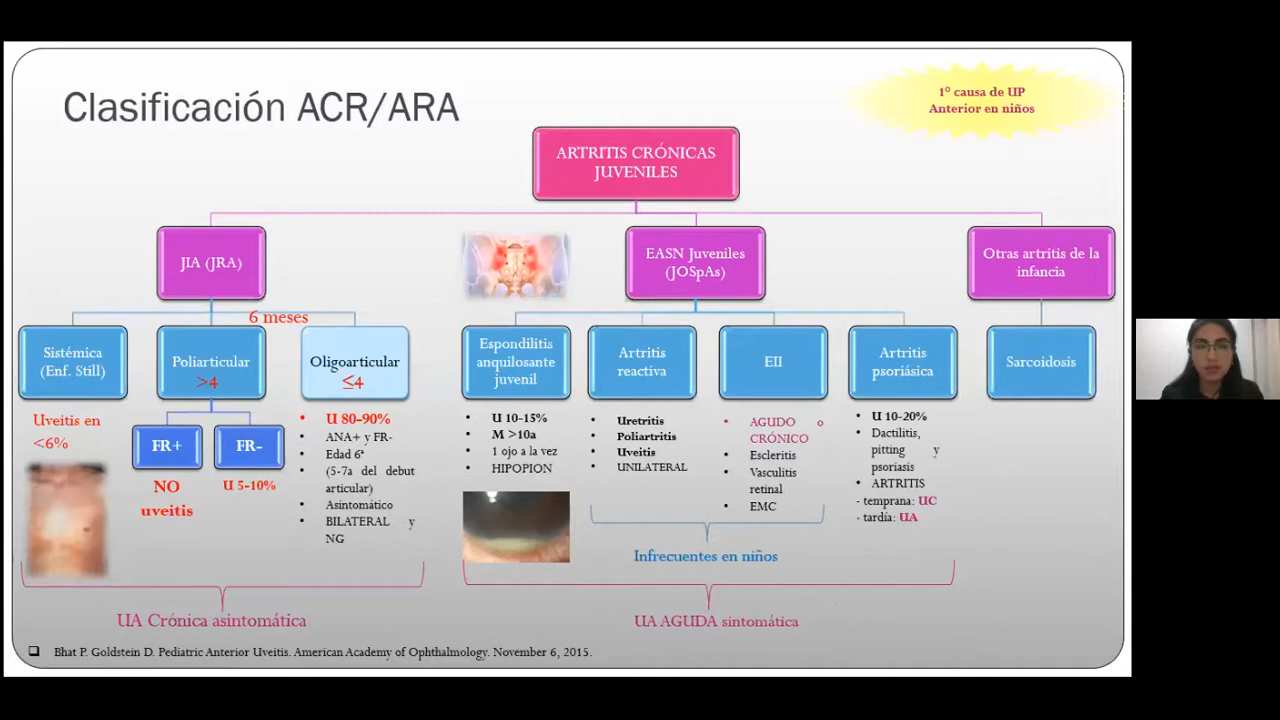 Clasificación ACR/ARA
1° causa de UP
Anterior en niños
ARTRITIS CRÓNICAS
JUVENILES
JIA (JRA)
EASN Juveniles
(JOSpAs)
Otras artritis de la
infancia
6 meses
Sistémica
(Enf. Still)
Poliarticular
>4
Oligoarticular
≤4
Espondilitis
anquilosante
juvenil
Artritis
reactiva
EII
Artritis
psoriásica
Sarcoidosis
Uveitis en
<6%
FR+
FR-
NO
uveitis
U 5-10%
• U 80-90%
• ANA+ y FR-
• Edad 6ª
• (5-7a del debut
articular)
• Asintomático
• BILATERAL y
NG
• U 10-15%
• M >10a
• 1 ojo a la vez
• HIPOPION
• Uretritis
• Poliartritis
• Uveitis
• UNILATERAL
• AGUDO o
CRÓNICO
• Escleritis
• Vasculitis
retinal
• EMC
• U 10-20%
• Dactilitis,
pitting y
psoriasis
• ARTRITIS
- temprana: UC
- tardía: UA
Infrecuentes en niños
UA Crónica asintomática
UA AGUDA sintomática
❑ Bhat P. Goldstein D. Pediatric Anterior Uveitis. American Academy of Ophthalmology. November 6, 2015.